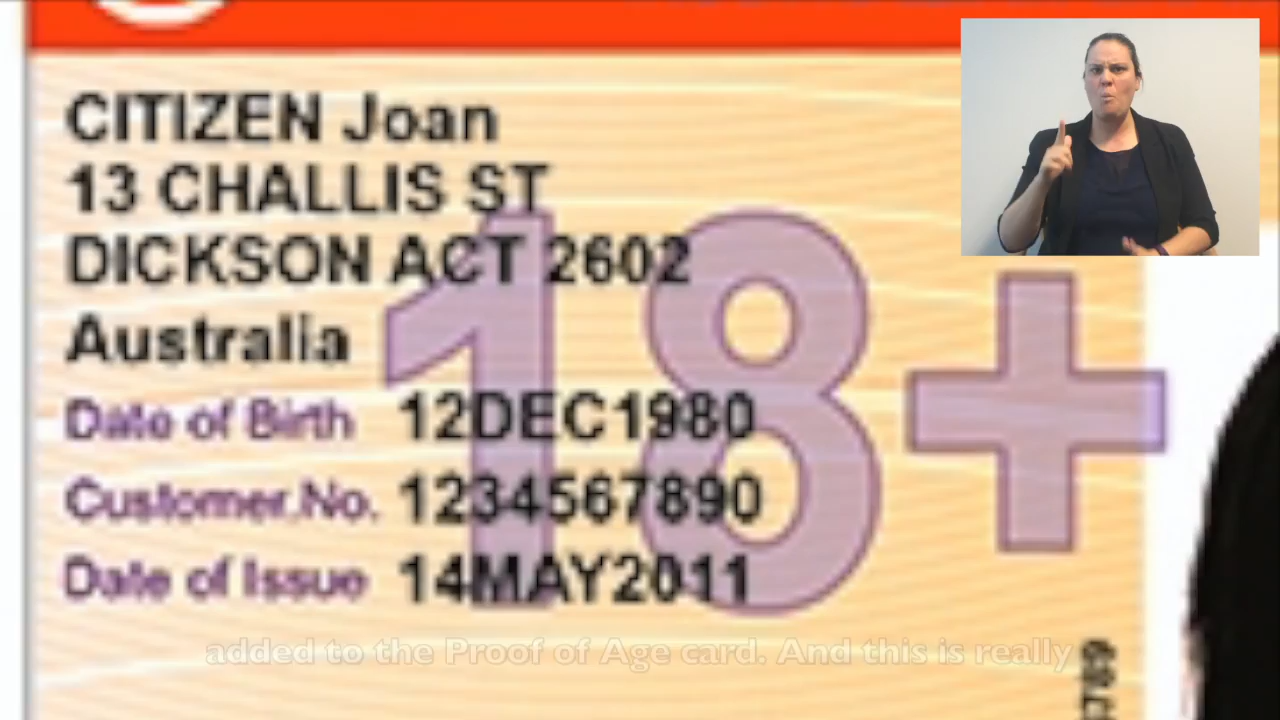 CITIZEN Joan
13 CHALLIS ST
DICKSON ACT 2602
Australia
18+
Date of Birth 12DEC1980
Customer.No. 1234567890
Date of Issue 14MAY2011
added to the Proof of Age card. And this is really